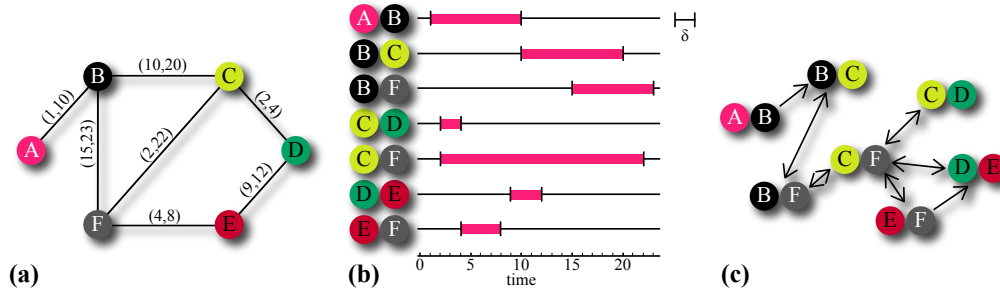 B
(10,20)
C
(1,10)
(15,23)
(2,22)
(2,4)
A
D
(9,12)
F
(4,8)
E
(a)
A B
B C
B F
C D
C F
D E
E F
δ
0 5 10 15 20
time
(b)
B C
A B
C D
C F
D E
B F
E F
(c)